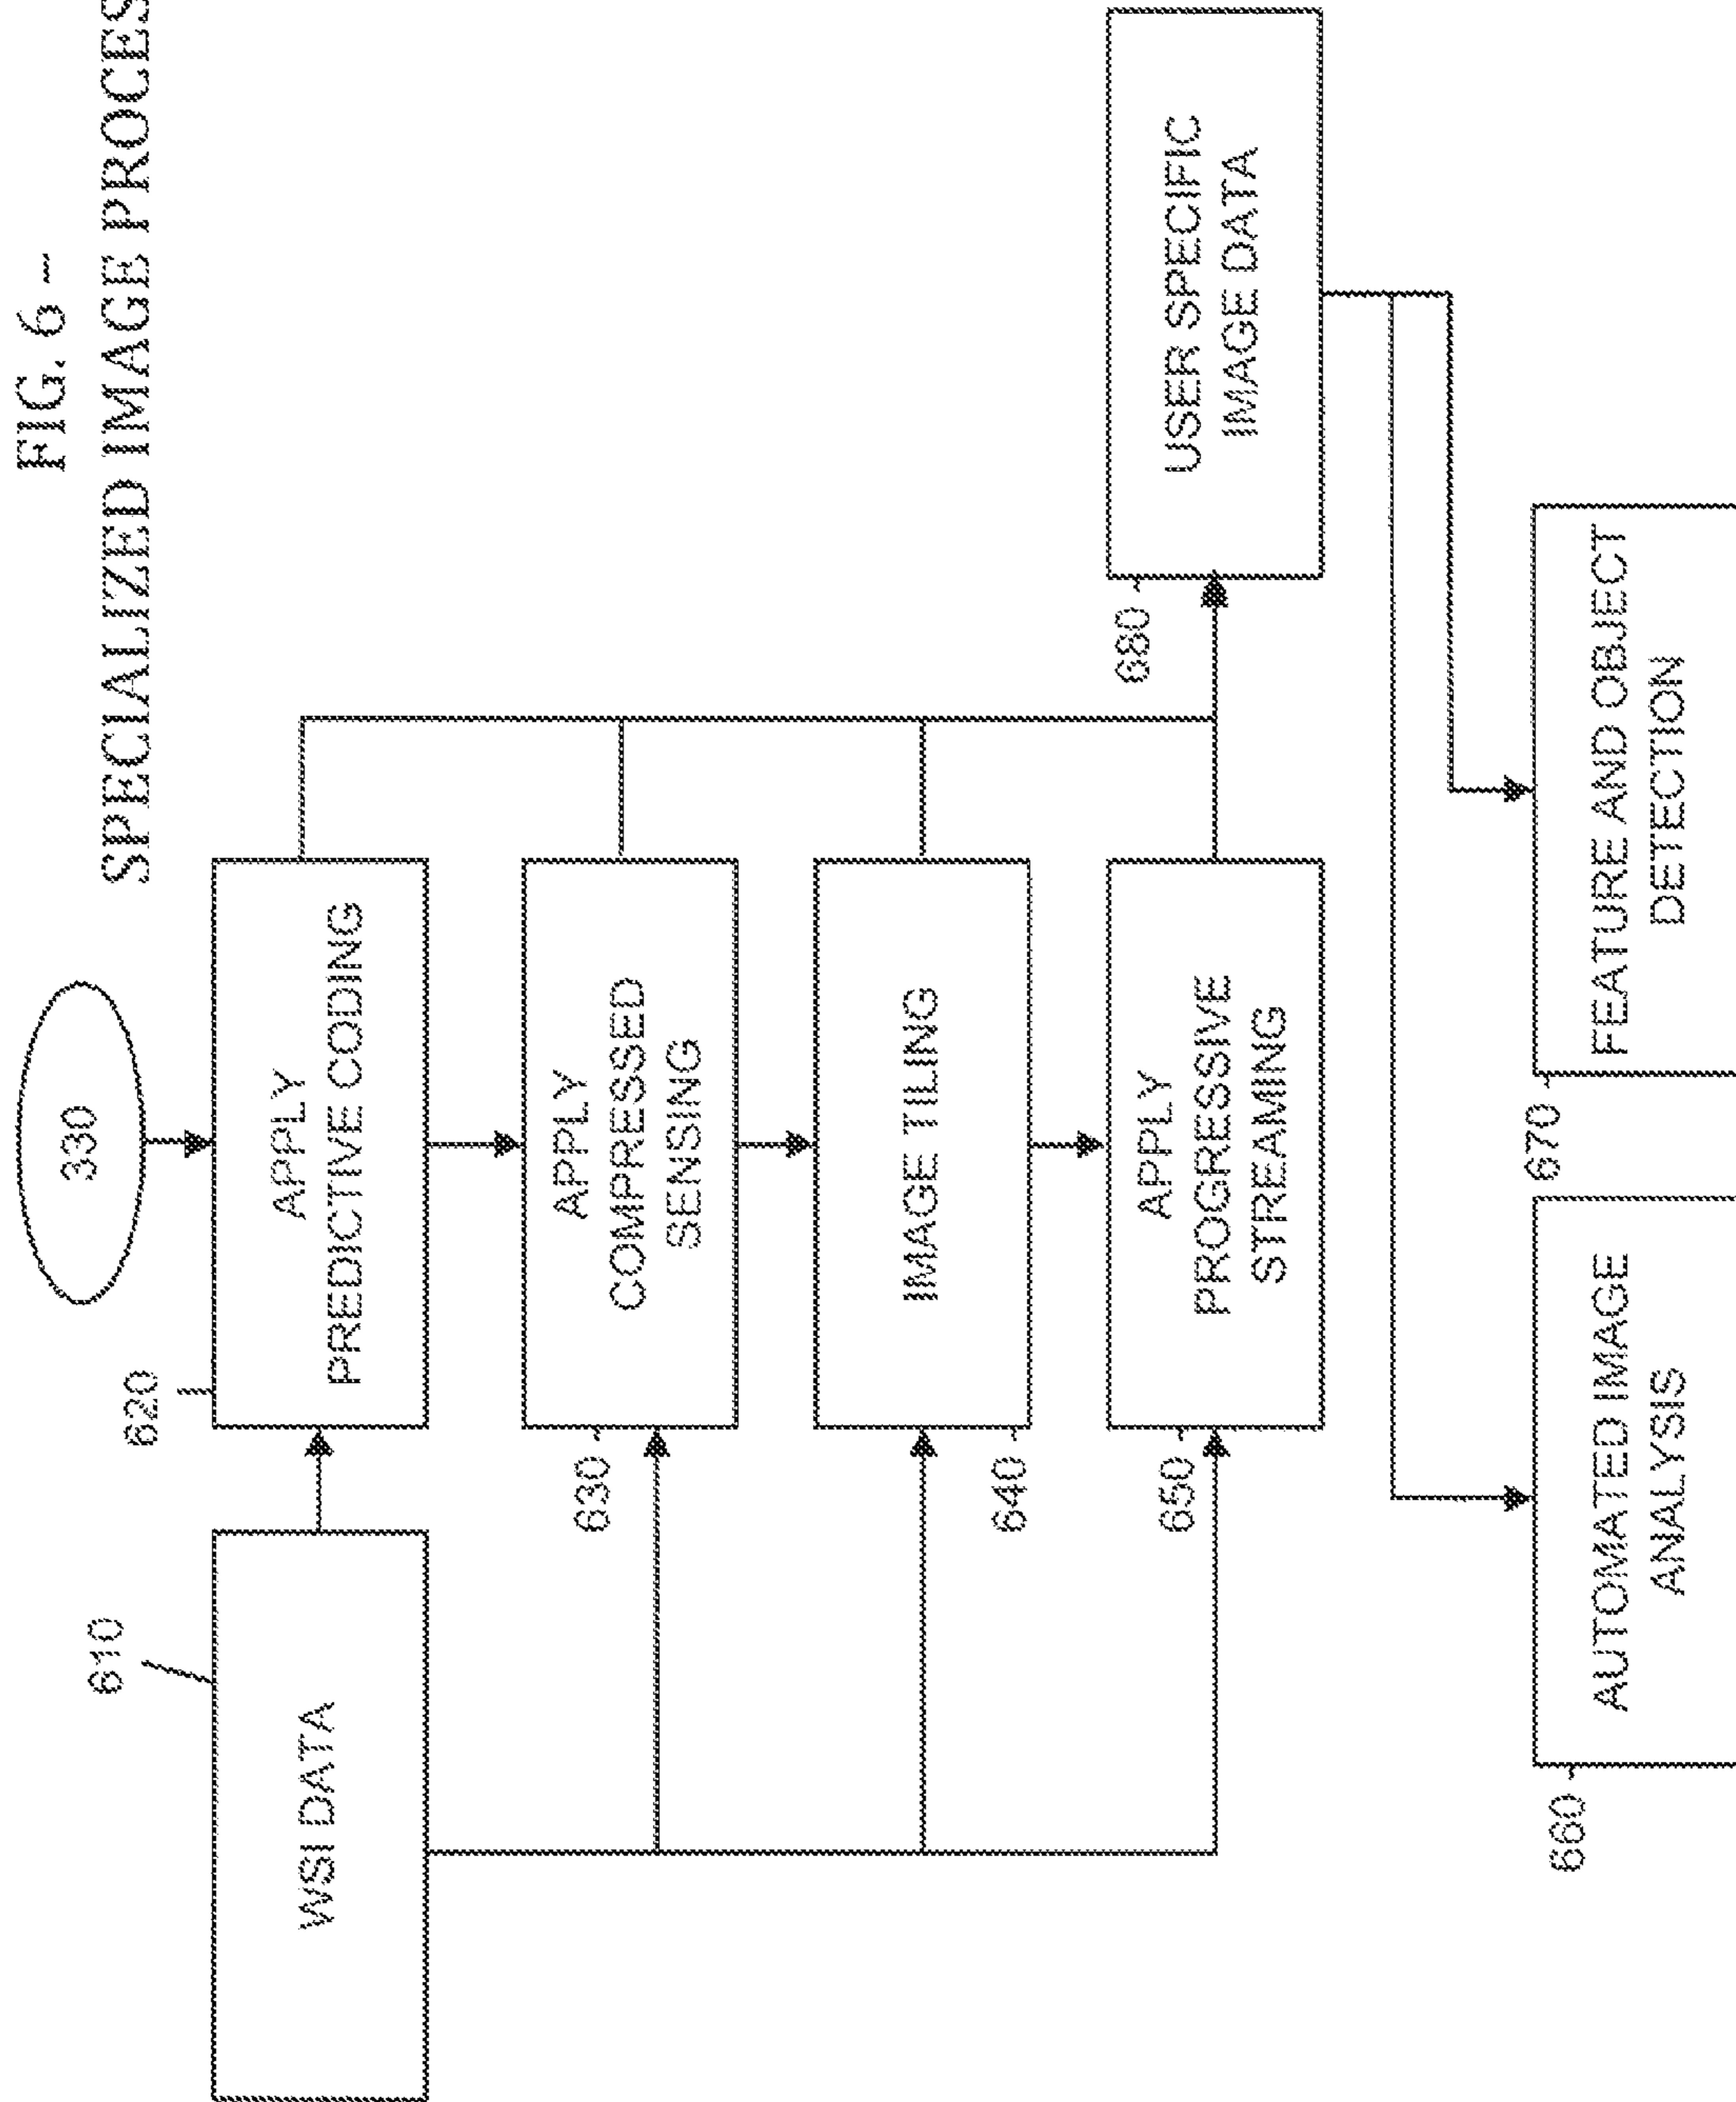 FIG. 6 –
SPECIALIZED IMAGE PROCES
330
610
WSI DATA
620
APPLY
PREDICTIVE CODING
630
APPLY
COMPRESSED
SENSING
640
IMAGE TILING
650
APPLY
PROGRESSIVE
STREAMING
680
USER SPECIFIC
IMAGE DATA
660
AUTOMATED IMAGE
ANALYSIS
670
FEATURE AND OBJECT
DETECTION